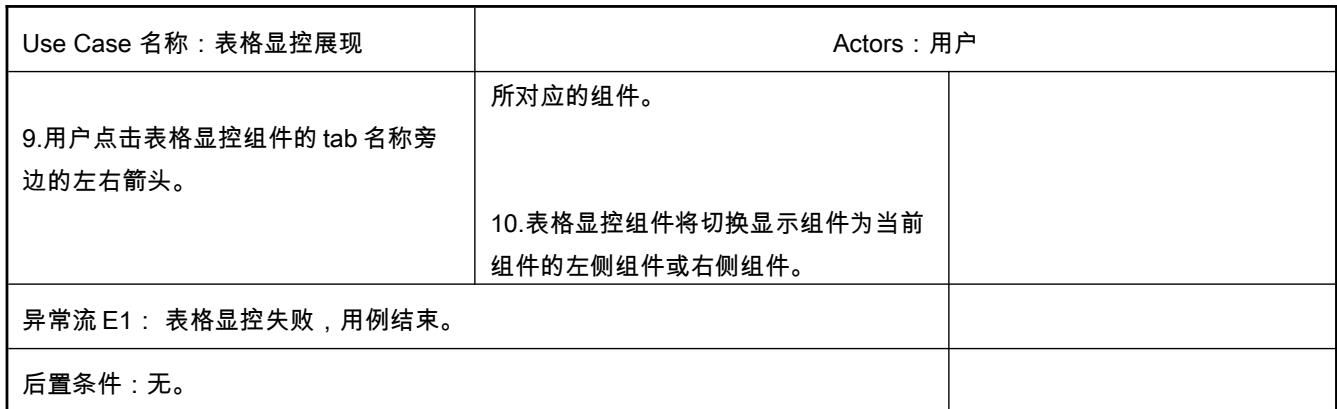 Use Case 名称：表格显控展现
Actors：用户
9.用户点击表格显控组件的 tab 名称旁
边的左右箭头。
所对应的组件。
10.表格显控组件将切换显示组件为当前
组件的左侧组件或右侧组件。
异常流 E1： 表格显控失败，用例结束。
后置条件：无。